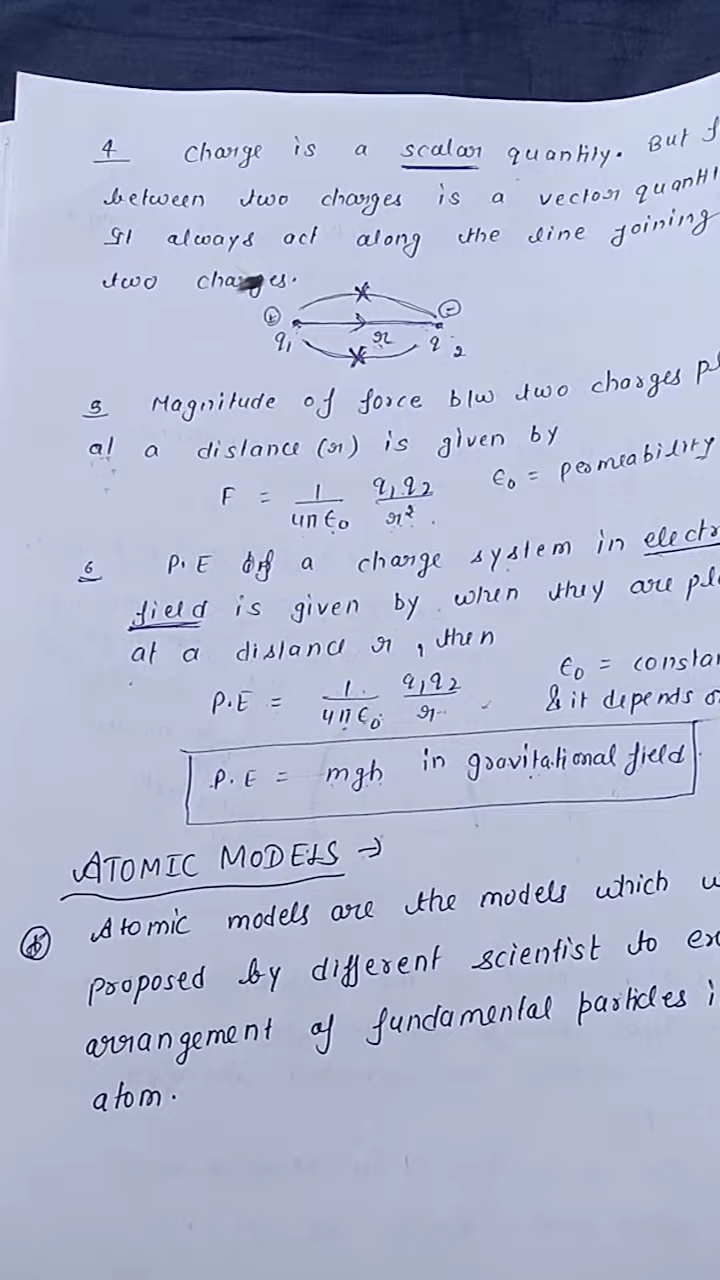 4 Charge is a scalar quantity. But f
between two charges is a vector quanti
It always act along the line joining
two charges.
⊕ ⊖
q₁ r q₂
5 Magnitude of force b/w two charges pl
at a distance (r) is given by
F = 1/4πϵ₀ q₁q₂/r². ϵ₀ = permeability
6 P.E of a charge system in electr
field is given by when they are pla
at a distance r, then
P.E = 1/4πϵ₀ q₁q₂/r ϵ₀ = constan
& it depends o
P.E = mgh in gravitational field.
ATOMIC MODELS →
Atomic models are the models which w
proposed by different scientist to ex
arrangement of fundamental particles i
atom.